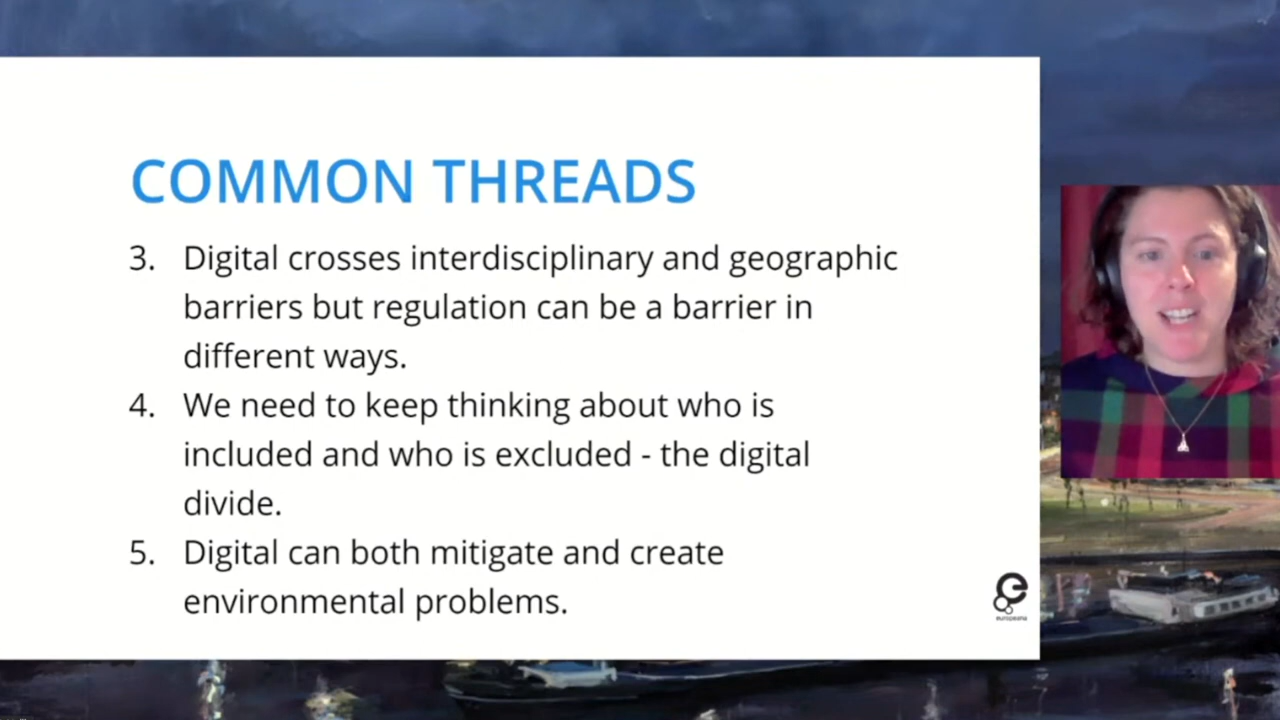 COMMON THREADS
3. Digital crosses interdisciplinary and geographic
barriers but regulation can be a barrier in
different ways.
4. We need to keep thinking about who is
included and who is excluded - the digital
divide.
5. Digital can both mitigate and create
environmental problems.
europeana